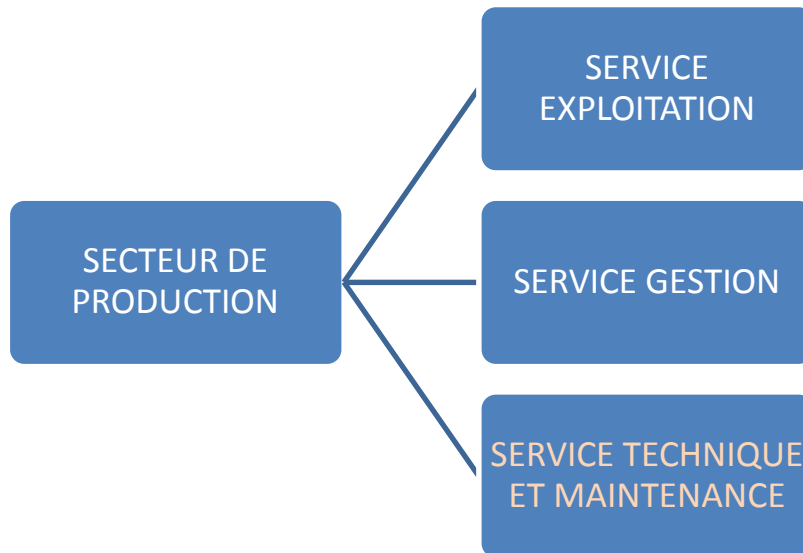 SERVICE
EXPLOITATION
SECTEUR DE
PRODUCTION
SERVICE GESTION
SERVICE TECHNIQUE
ET MAINTENANCE